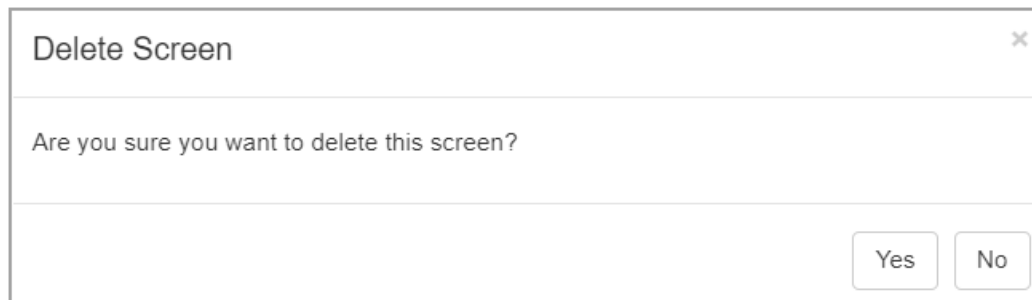 Delete Screen ×
Are you sure you want to delete this screen?
Yes No